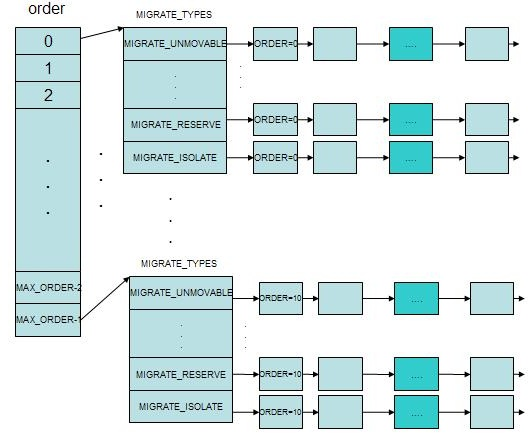 order
MIGRATE_TYPES
0
MIGRATE_UNMOVABLE
ORDER=0
....
1
2
MIGRATE_RESERVE
ORDER=0
....
MIGRATE_ISOLATE
ORDER=0
....
MIGRATE_TYPES
MAX_ORDER-2
MIGRATE_UNMOVABLE
ORDER=10
....
MAX_ORDER-1
MIGRATE_RESERVE
ORDER=10
....
MIGRATE_ISOLATE
ORDER=10
....